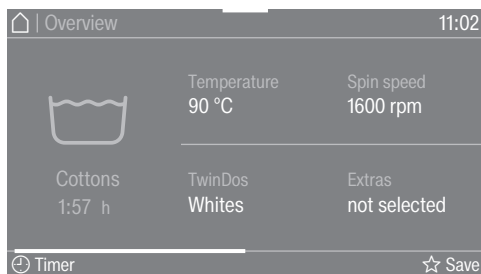 | Overview 11:02
Temperature Spin speed
90 °C 1600 rpm
Cottons TwinDos Extras
1:57 h Whites not selected
Timer Save